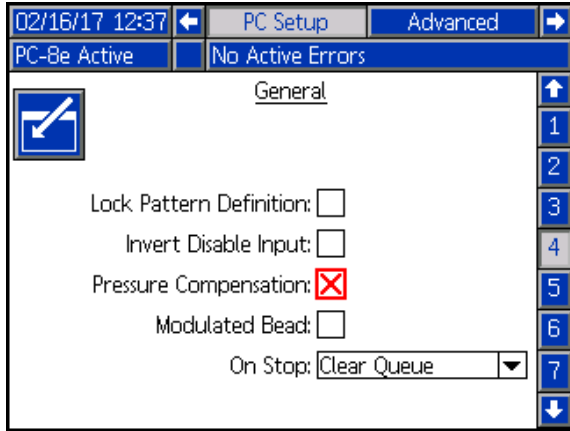 02/16/17 12:37 PC Setup Advanced
PC-8e Active No Active Errors
General
1
2
Lock Pattern Definition: 3
Invert Disable Input: 4
Pressure Compensation: 5
Modulated Bead: 6
On Stop: Clear Queue 7